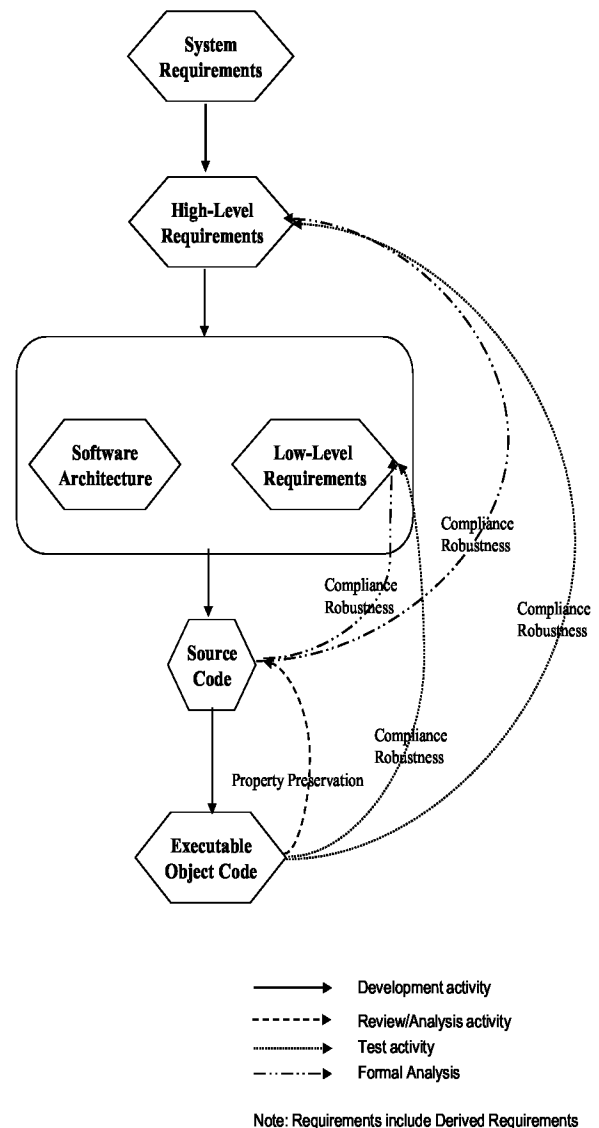 System
Requirements
High-Level
Requirements
Software
Architecture
Low-Level
Requirements
Compliance
Robustness
Compliance
Robustness
Compliance
Robustness
Source
Code
Compliance
Robustness
Property Preservation
Executable
Object Code
Development activity
Review/Analysis activity
Test activity
Formal Analysis
Note: Requirements include Derived Requirements